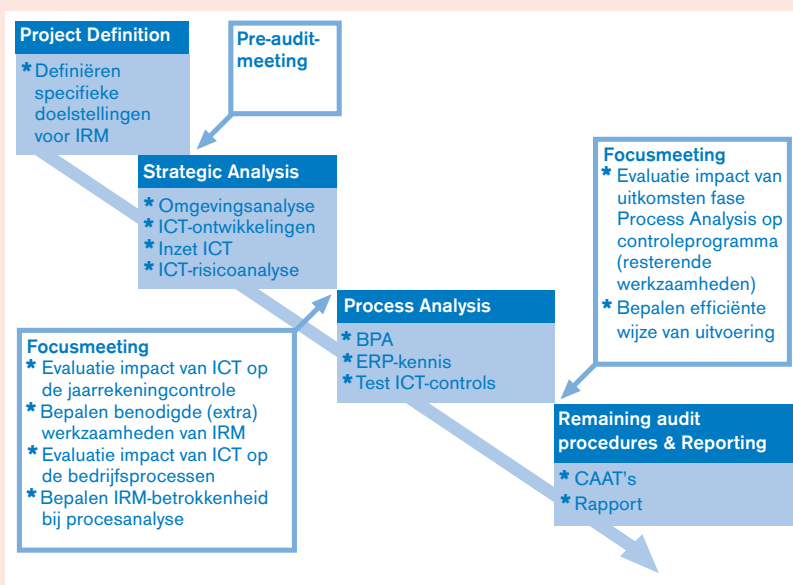 Project Definition
* Definiëren
specifieke
doelstellingen
voor IRM
Pre-audit-
meeting
Strategic Analysis
* Omgevingsanalyse
* ICT-ontwikkelingen
* Inzet ICT
* ICT-risicoanalyse
Focusmeeting
* Evaluatie impact van
uitkomsten fase
Process Analysis op
controleprogramma
(resterende
werkzaamheden)
* Bepalen efficiënte
wijze van uitvoering
Process Analysis
* BPA
* ERP-kennis
* Test ICT-controls
Focusmeeting
* Evaluatie impact van ICT op
de jaarrekeningcontrole
* Bepalen benodigde (extra)
werkzaamheden van IRM
* Evaluatie impact van ICT op
de bedrijfsprocessen
* Bepalen IRM-betrokkenheid
bij procesanalyse
Remaining audit
procedures & Reporting
* CAAT's
* Rapport